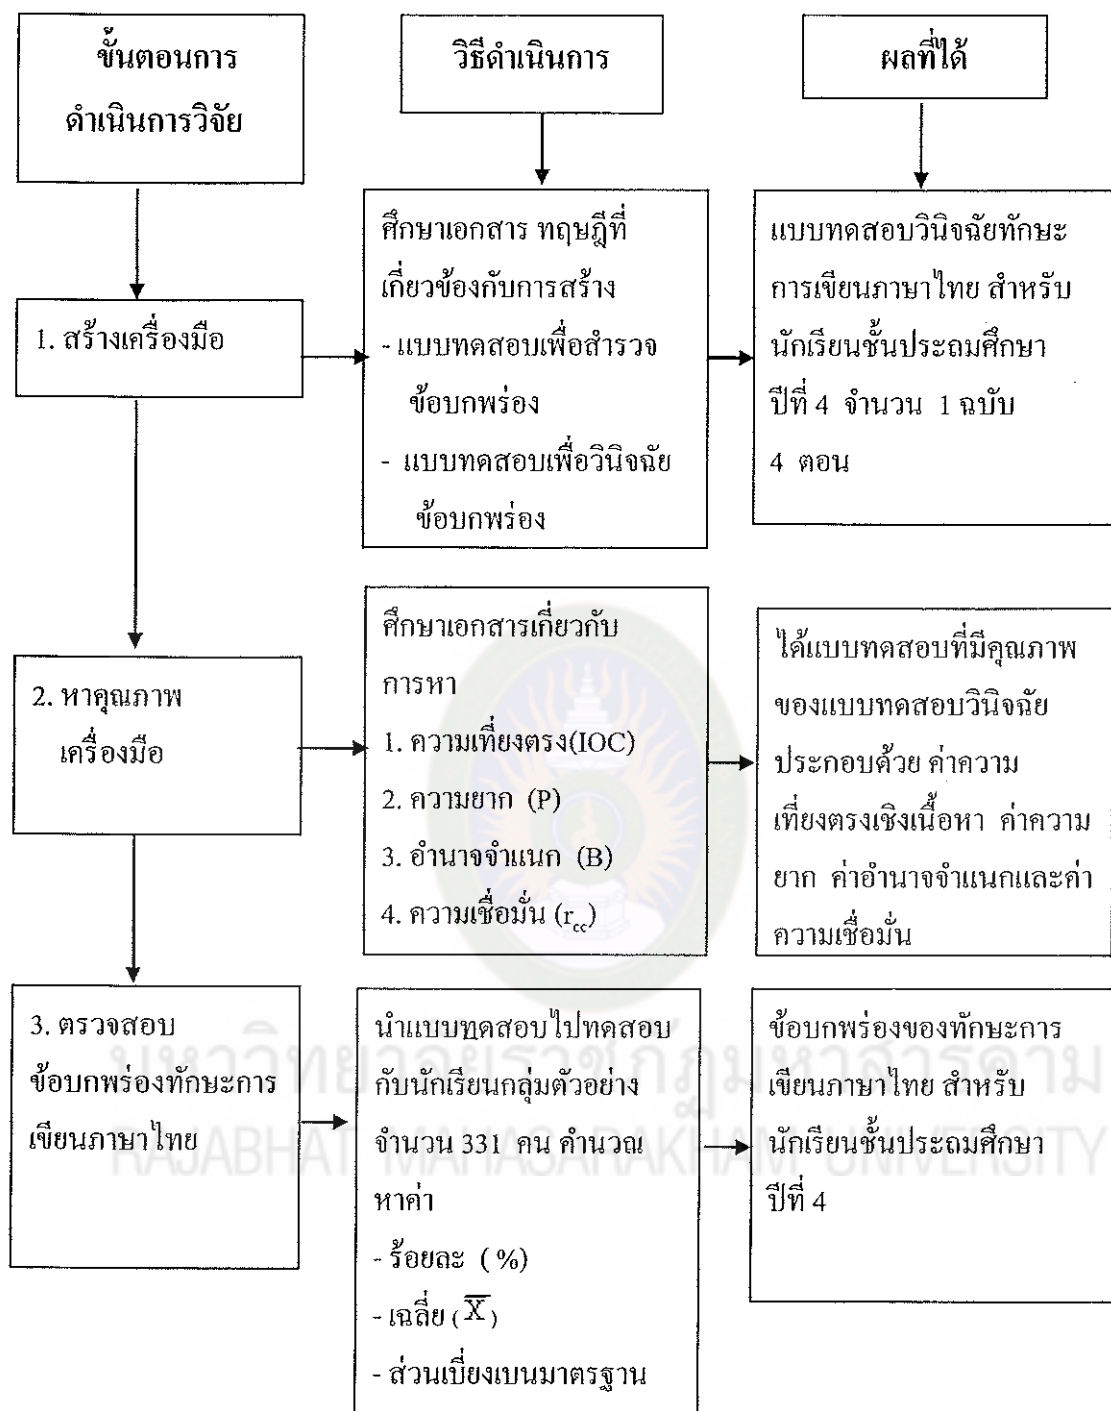 ขั้นตอนการ
ดำเนินการวิจัย
วิธีดำเนินการ
ผลที่ได้
1. สร้างเครื่องมือ
ศึกษาเอกสาร ทฤษฎีที่
เกี่ยวข้องกับการสร้าง
- แบบทดสอบเพื่อสำรวจ
ข้อบกพร่อง
- แบบทดสอบเพื่อวินิจฉัย
ข้อบกพร่อง
แบบทดสอบวินิจฉัยทักษะ
การเขียนภาษาไทย สำหรับ
นักเรียนชั้นประถมศึกษา
ปีที่ 4 จำนวน 1 ฉบับ
4 ตอน
2. หาคุณภาพ
เครื่องมือ
ศึกษาเอกสารเกี่ยวกับ
การหา
1. ความเที่ยงตรง(IOC)
2. ความยาก (P)
3. อำนาจจำแนก (B)
4. ความเชื่อมั่น (r_cc)
ได้แบบทดสอบที่มีคุณภาพ
ของแบบทดสอบวินิจฉัย
ประกอบด้วย ค่าความ
เที่ยงตรงเชิงเนื้อหา ค่าความ
ยาก ค่าอำนาจจำแนกและค่า
ความเชื่อมั่น
3. ตรวจสอบ
ข้อบกพร่องทักษะการ
เขียนภาษาไทย
นำแบบทดสอบไปทดสอบ
กับนักเรียนกลุ่มตัวอย่าง
จำนวน 331 คน คำนวณ
หาค่า
- ร้อยละ (%)
- เฉลี่ย (X̄)
- ส่วนเบี่ยงเบนมาตรฐาน
ข้อบกพร่องของทักษะการ
เขียนภาษาไทย สำหรับ
นักเรียนชั้นประถมศึกษา
ปีที่ 4
มหาวิทยาลัยราชภัฏมหาสารคาม
RAJABHAT MAHASARAKHAM UNIVERSITY